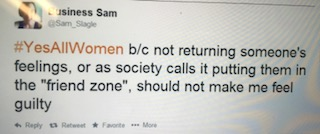 usiness Sam
@Sam_Slagle
#YesAllWomen b/c not returning someone's
feelings, or as society calls it putting them in
the "friend zone", should not make me feel
guilty
Reply Retweet Favorite ••• More